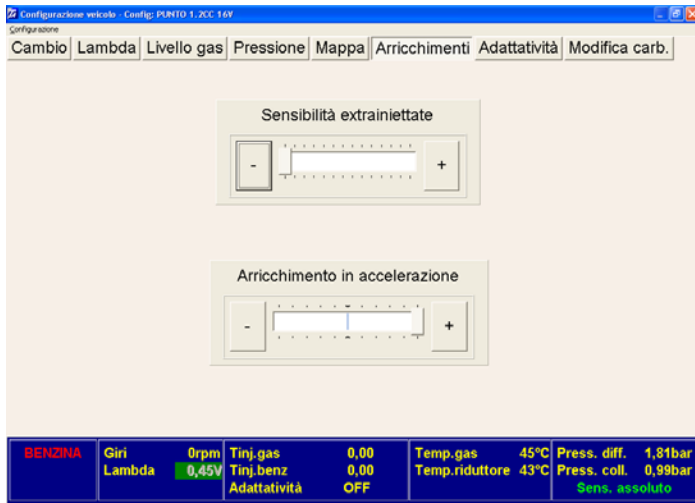 Configurazione veicolo - Config: PUNTO 1.2CC 16V
Configurazione
Cambio Lambda Livello gas Pressione Mappa Arricchimenti Adattatività Modifica carb.
Sensibilità extrainiettate
- +
Arricchimento in accelerazione
- +
BENZINA Giri 0rpm Tinj.gas 0,00 Temp.gas 45ºC Press. diff. 1,81bar
Lambda 0,45V Tinj.benz 0,00 Temp.riduttore 43ºC Press. coll. 0,99bar
Adattatività OFF Sens. assoluto